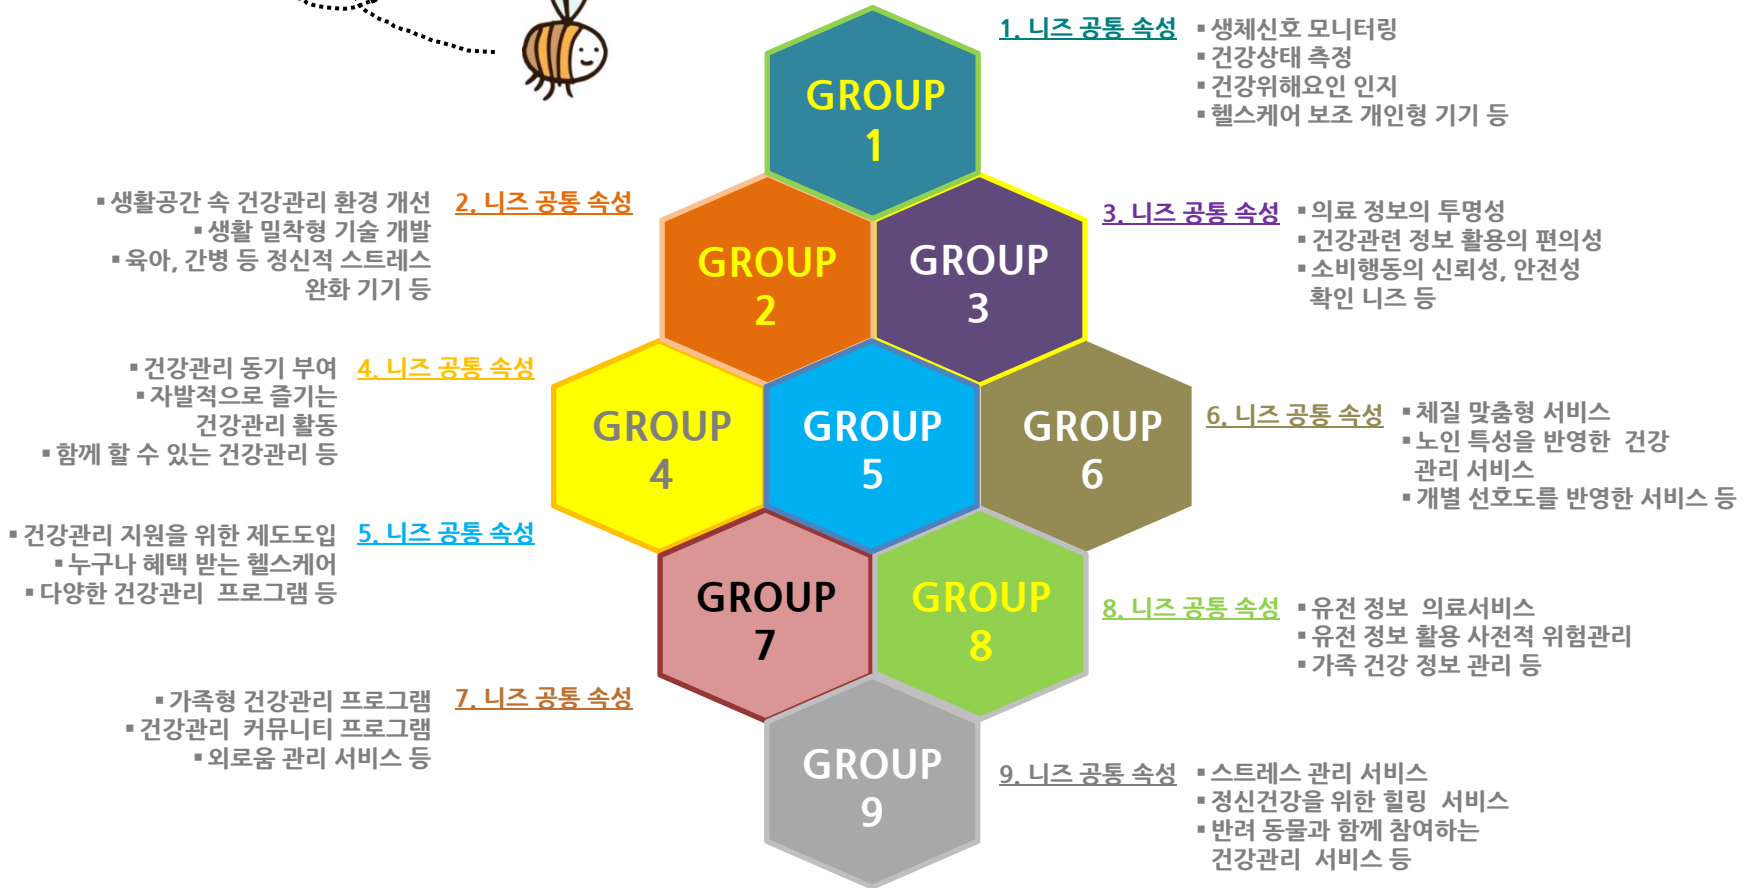 GROUP
1
1. 니즈 공통 속성
▪ 생체신호 모니터링
▪ 건강상태 측정
▪ 건강위해요인 인지
▪ 헬스케어 보조 개인형 기기 등
GROUP
2
2. 니즈 공통 속성
▪ 생활공간 속 건강관리 환경 개선
▪ 생활 밀착형 기술 개발
▪ 육아, 간병 등 정신적 스트레스
완화 기기 등
GROUP
3
3. 니즈 공통 속성
▪ 의료 정보의 투명성
▪ 건강관련 정보 활용의 편의성
▪ 소비행동의 신뢰성, 안전성
확인 니즈 등
GROUP
4
4. 니즈 공통 속성
▪ 건강관리 동기 부여
▪ 자발적으로 즐기는
건강관리 활동
▪ 함께 할 수 있는 건강관리 등
GROUP
5
5. 니즈 공통 속성
▪ 건강관리 지원을 위한 제도도입
▪ 누구나 혜택 받는 헬스케어
▪ 다양한 건강관리 프로그램 등
GROUP
6
6. 니즈 공통 속성
▪ 체질 맞춤형 서비스
▪ 노인 특성을 반영한 건강
관리 서비스
▪ 개별 선호도를 반영한 서비스 등
GROUP
7
7. 니즈 공통 속성
▪ 가족형 건강관리 프로그램
▪ 건강관리 커뮤니티 프로그램
▪ 외로움 관리 서비스 등
GROUP
8
8. 니즈 공통 속성
▪ 유전 정보 의료서비스
▪ 유전 정보 활용 사전적 위험관리
▪ 가족 건강 정보 관리 등
GROUP
9
9. 니즈 공통 속성
▪ 스트레스 관리 서비스
▪ 정신건강을 위한 힐링 서비스
▪ 반려 동물과 함께 참여하는
건강관리 서비스 등